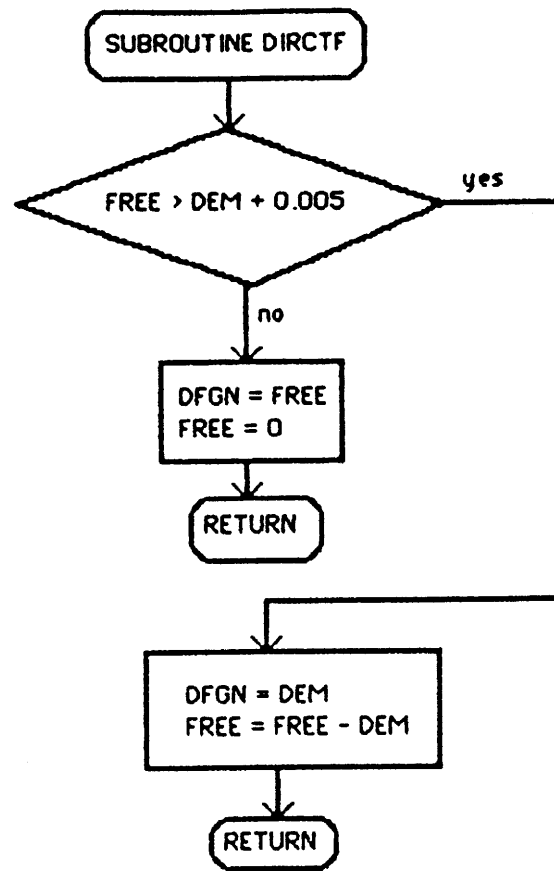 SUBROUTINE DIRCTF
FREE > DEM + 0.005
yes
no
DFGN = FREE
FREE = 0
RETURN
DFGN = DEM
FREE = FREE - DEM
RETURN